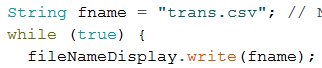 String fname = "trans.csv"; //
while (true) {
fileNameDisplay.write(fname);